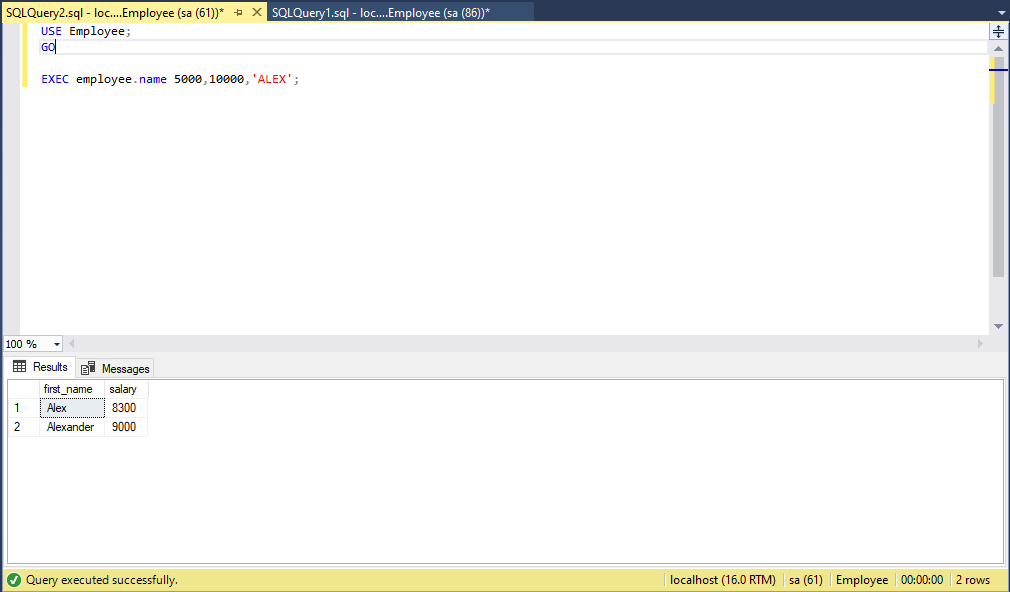 SQLQuery2.sql - loc....Employee (sa (61))* SQLQuery1.sql - loc....Employee (sa (86))*
USE Employee;
GO
EXEC employee.name 5000,10000,'ALEX';
100 %
Results Messages
first_name salary
1 Alex 8300
2 Alexander 9000
Query executed successfully. localhost (16.0 RTM) sa (61) Employee 00:00:00 2 rows